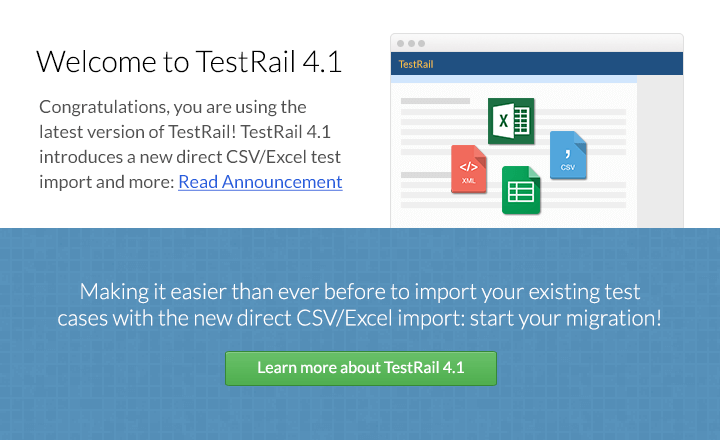 Welcome to TestRail 4.1
Congratulations, you are using the
latest version of TestRail! TestRail 4.1
introduces a new direct CSV/Excel test
import and more: Read Announcement
TestRail
X
</>
XML
,
CSV
Making it easier than ever before to import your existing test
cases with the new direct CSV/Excel import: start your migration!
Learn more about TestRail 4.1